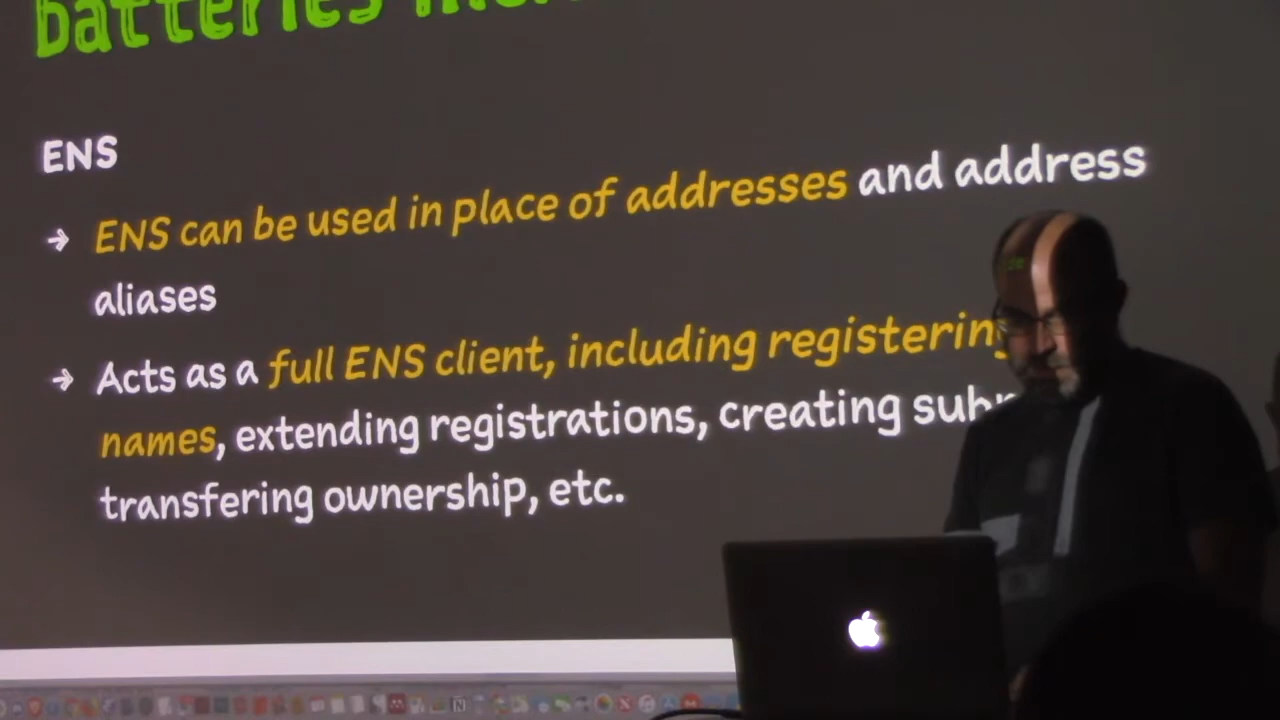 batteries
ENS
→ ENS can be used in place of addresses and address
aliases
→ Acts as a full ENS client, including registering
names, extending registrations, creating
transfering ownership, etc.